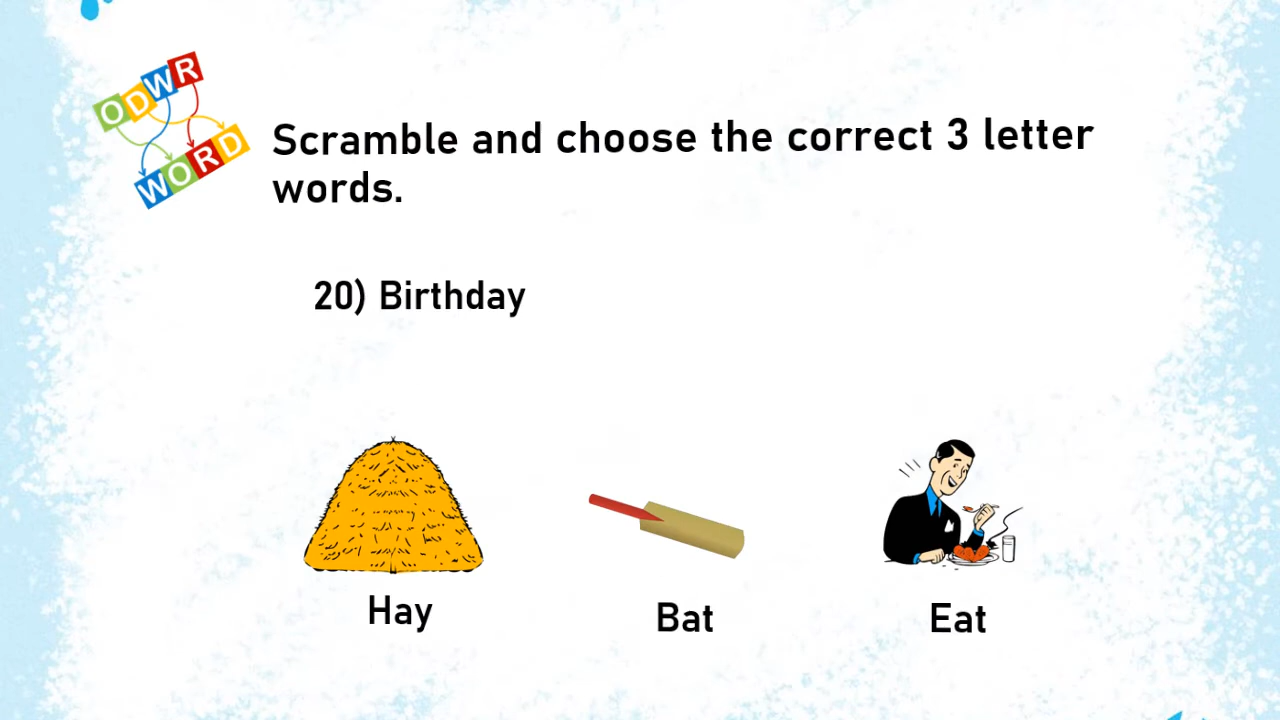 ODWR
WORD
Scramble and choose the correct 3 letter
words.
20) Birthday
Hay
Bat
Eat